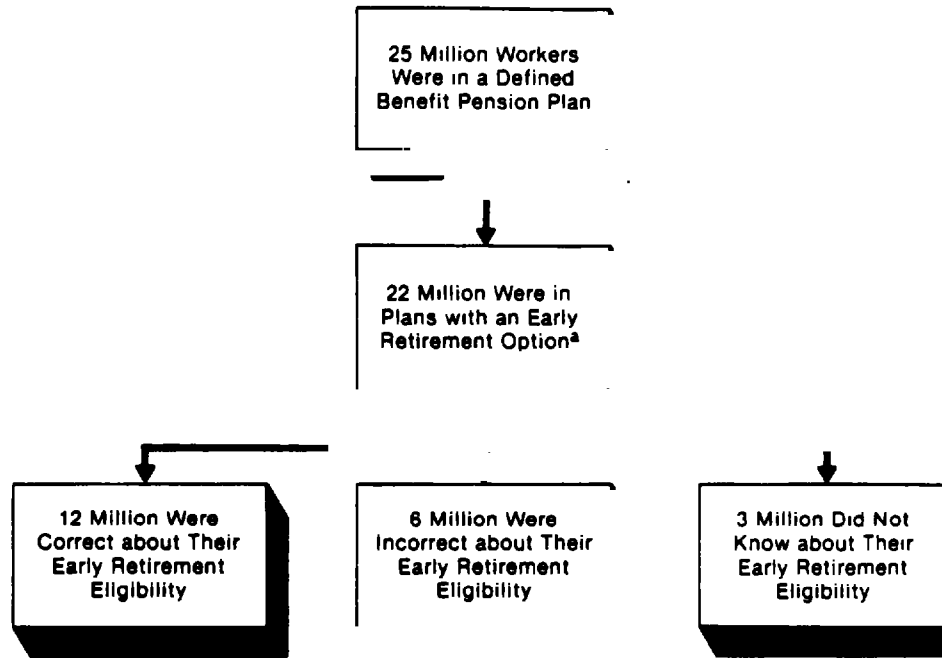 25 Million Workers
Were in a Defined
Benefit Pension Plan
22 Million Were in
Plans with an Early
Retirement Optionª
12 Million Were
Correct about Their
Early Retirement
Eligibility
6 Million Were
Incorrect about Their
Early Retirement
Eligibility
3 Million Did Not
Know about Their
Early Retirement
Eligibility